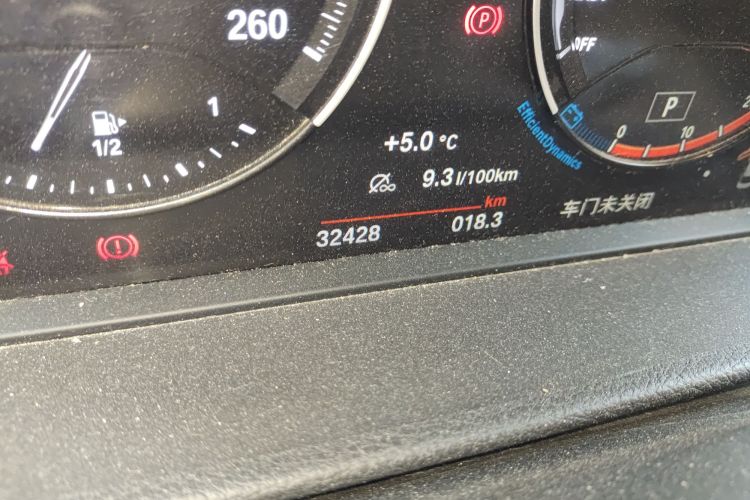 260
P
OFF
1
1/2
+5.0 °C
9.3 l/100km
km
32428 018.3
EfficientDynamics
P
0 10
车门未关闭